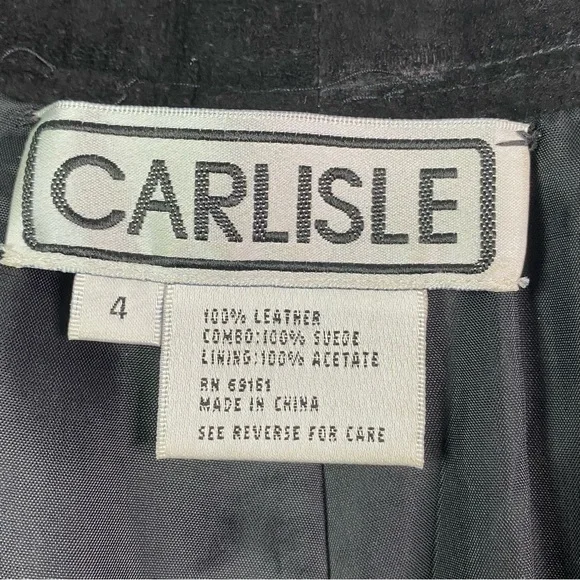 CARLISLE
4
100% LEATHER
COMBO:100% SUEDE
LINING:100% ACETATE
RN 69161
MADE IN CHINA
SEE REVERSE FOR CARE